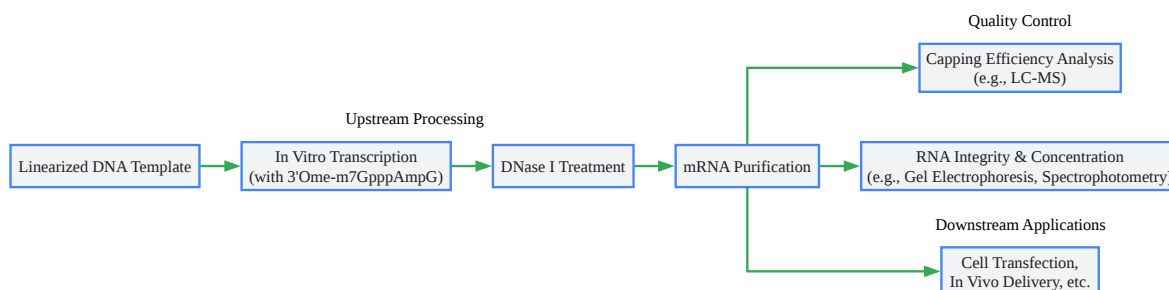 Quality Control
Capping Efficiency Analysis
(e.g., LC-MS)
Upstream Processing
Linearized DNA Template
In Vitro Transcription
(with 3'Ome-m7GpppAmpG)
DNase I Treatment
mRNA Purification
RNA Integrity & Concentration
(e.g., Gel Electrophoresis, Spectrophotometry)
Downstream Applications
Cell Transfection,
In Vivo Delivery, etc.